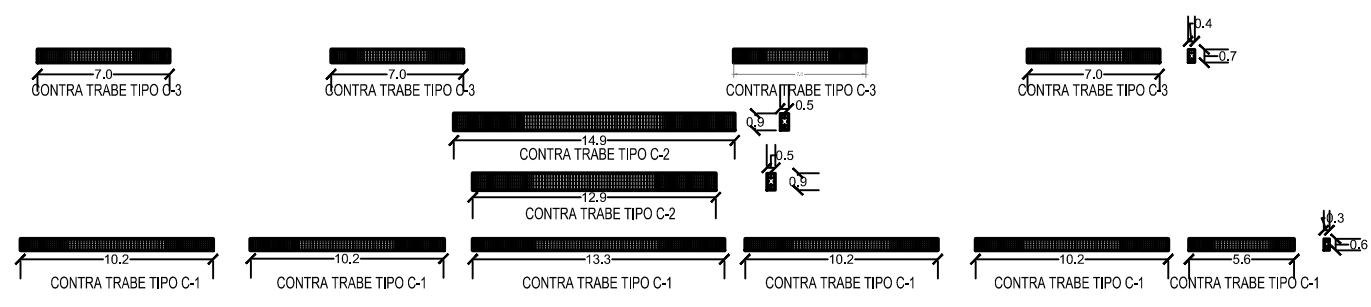 0.4
0.7
7.0 7.0 7.0
CONTRA TRABE TIPO C-3 CONTRA TRABE TIPO C-3 CONTRA TRABE TIPO C-3 CONTRA TRABE TIPO C-3
0.5
0.9
14.9
CONTRA TRABE TIPO C-2
0.5
0.9
12.9
CONTRA TRABE TIPO C-2
0.3
0.6
10.2 10.2 13.3 10.2 10.2 5.6
CONTRA TRABE TIPO C-1 CONTRA TRABE TIPO C-1 CONTRA TRABE TIPO C-1 CONTRA TRABE TIPO C-1 CONTRA TRABE TIPO C-1 CONTRA TRABE TIPO C-1